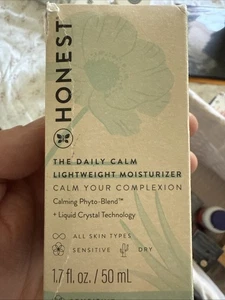 HONEST
THE DAILY CALM
LIGHTWEIGHT MOISTURIZER
CALM YOUR COMPLEXION
Calming Phyto-Blend™
+ Liquid Crystal Technology
ALL SKIN TYPES
SENSITIVE DRY
1.7 fl. oz. / 50 mL